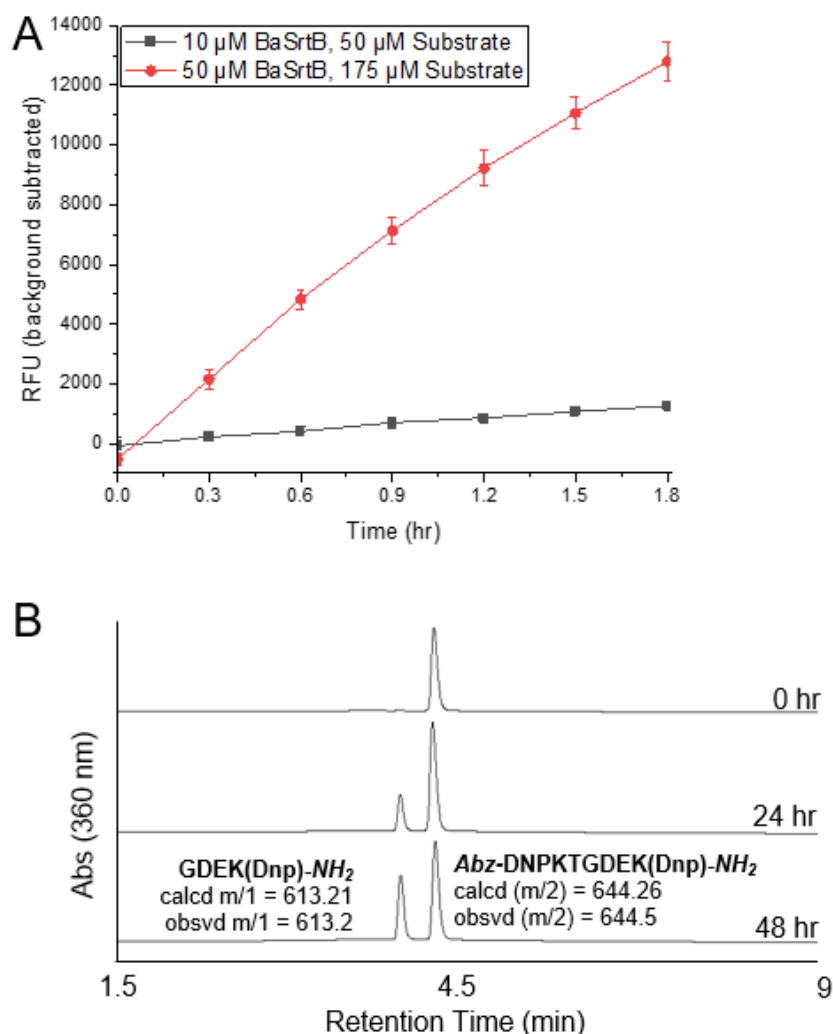 A
10 µM BaSrtB, 50 µM Substrate
50 µM BaSrtB, 175 µM Substrate
RFU (background subtracted)
14000
12000
10000
8000
6000
4000
2000
0
0.0 0.3 0.6 0.9 1.2 1.5 1.8
Time (hr)
B
Abs (360 nm)
0 hr
24 hr
GDEK(Dnp)-NH2
calcd m/1 = 613.21
obsvd m/1 = 613.2
Abz-DNPKTGDEK(Dnp)-NH2
calcd (m/2) = 644.26
obsvd (m/2) = 644.5
48 hr
1.5 4.5 9
Retention Time (min)